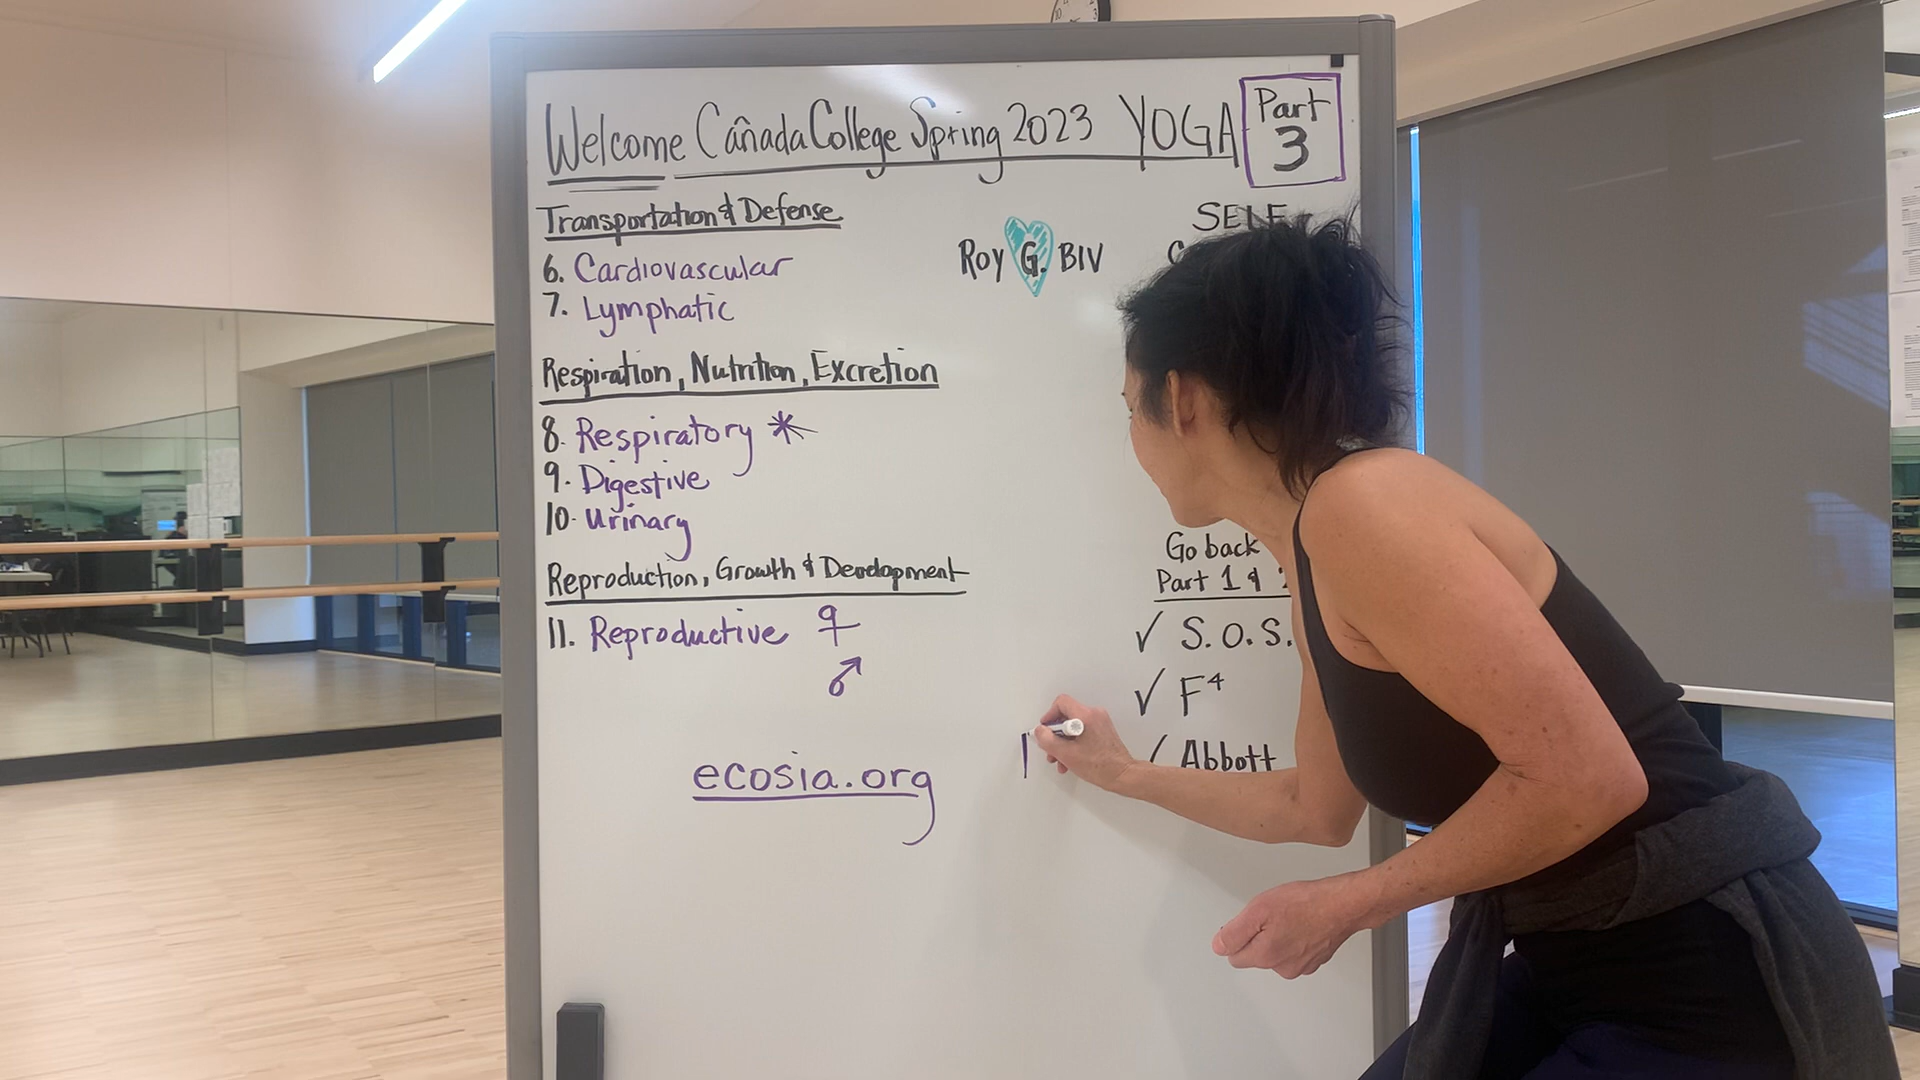 Welcome Cañada College Spring 2023 YOGA Part 3
Transportation & Defense
6. Cardiovascular
7. Lymphatic
Respiration, Nutrition, Excretion
8. Respiratory *
9. Digestive
10. Urinary
Reproduction, Growth & Development
11. Reproductive ♀
♂
ecosia.org
Roy G. BIV
SELF
Go back
Part 1 &
✓ S.O.S.
✓ F⁴
✓ Abbott